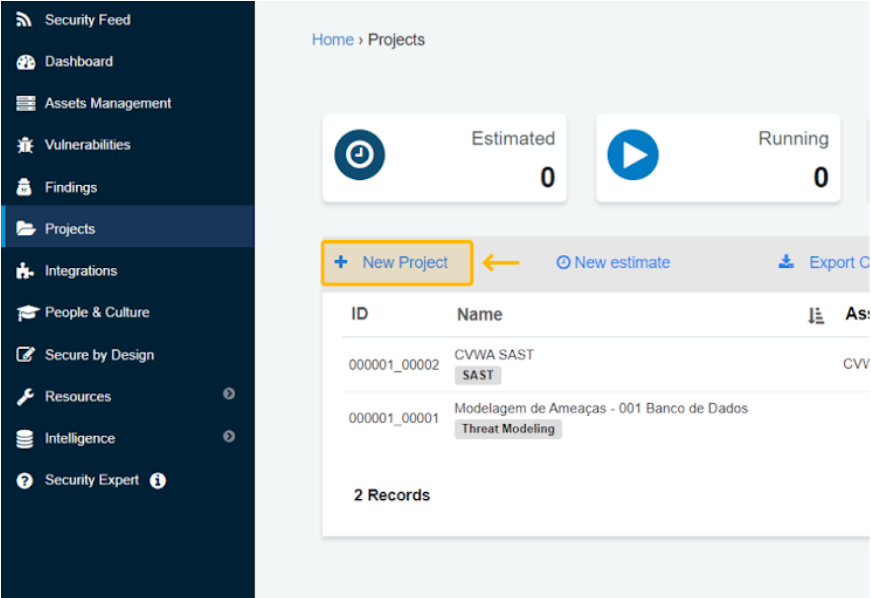 Security Feed
Dashboard
Assets Management
Vulnerabilities
Findings
Projects
Integrations
People & Culture
Secure by Design
Resources
Intelligence
Security Expert
Home › Projects
Estimated
0
Running
0
+ New Project
New estimate
Export C
ID Name Ass
000001_00002 CVWA SAST CVW
SAST
000001_00001 Modelagem de Ameaças - 001 Banco de Dados
Threat Modeling
2 Records